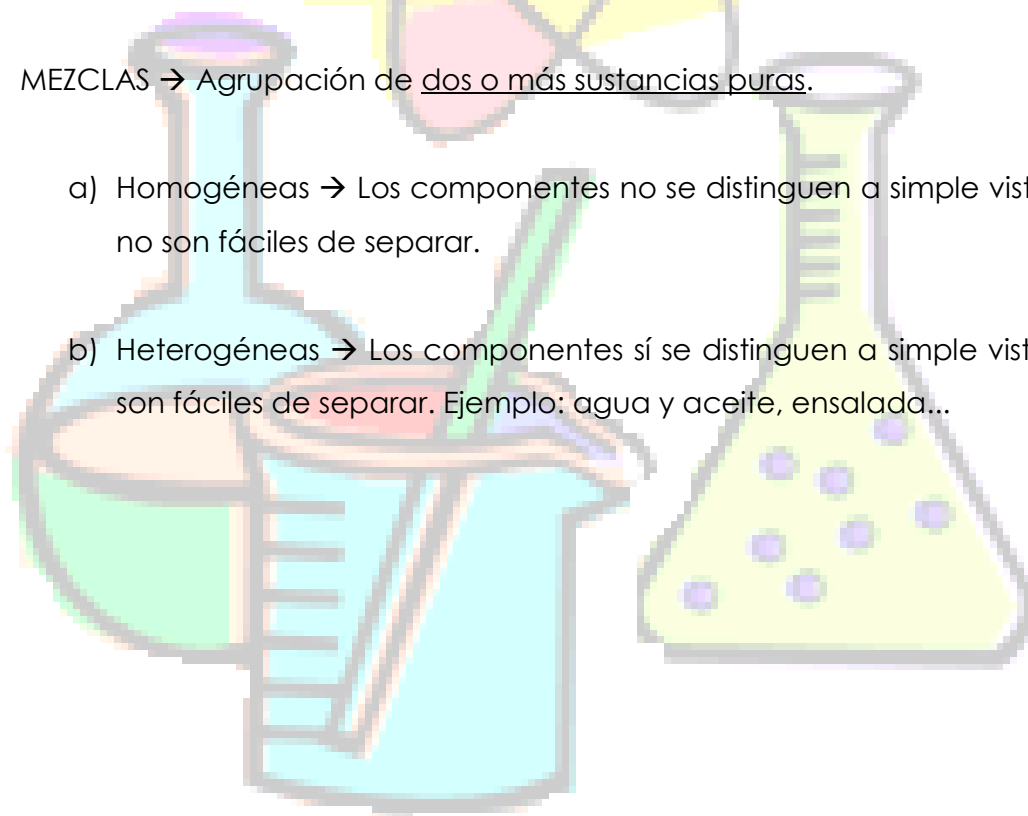 MEZCLAS → Agrupación de dos o más sustancias puras.
a) Homogéneas → Los componentes no se distinguen a simple vist
no son fáciles de separar.
b) Heterogéneas → Los componentes sí se distinguen a simple vist
son fáciles de separar. Ejemplo: agua y aceite, ensalada...